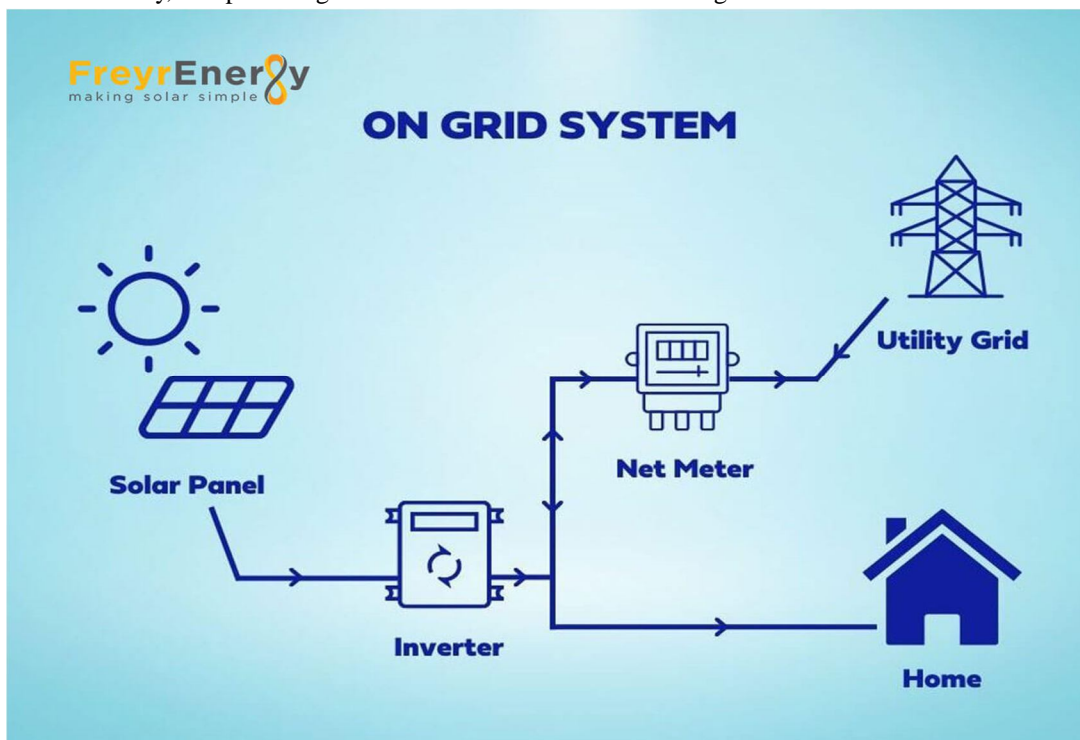 FreyrEnergy
making solar simple
ON GRID SYSTEM
Utility Grid
Net Meter
Solar Panel
Inverter
Home